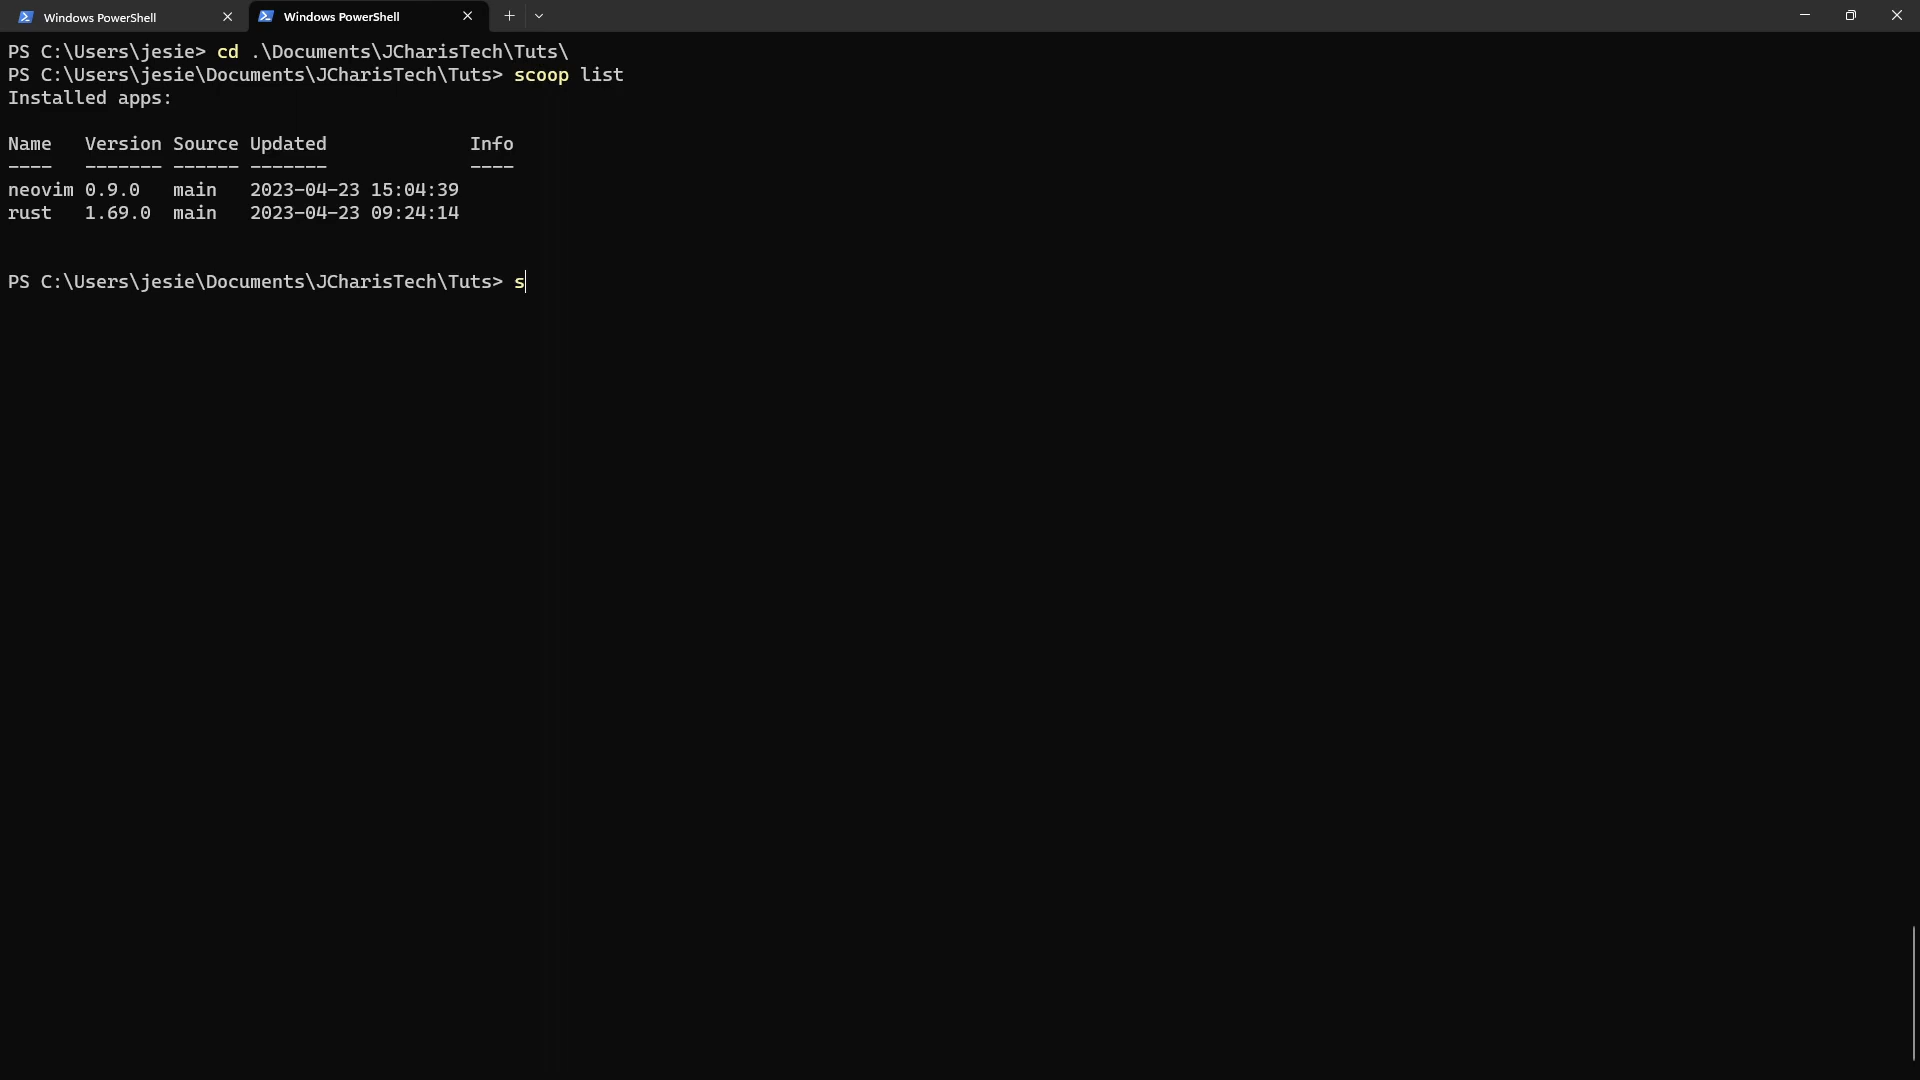 Windows PowerShell
Windows PowerShell
PS C:\Users\jesie> cd .\Documents\JCharisTech\Tuts\
PS C:\Users\jesie\Documents\JCharisTech\Tuts> scoop list
Installed apps:
Name   Version Source Updated             Info
----   ------- ------ -------             ----
neovim 0.9.0   main   2023-04-23 15:04:39
rust   1.69.0  main   2023-04-23 09:24:14
PS C:\Users\jesie\Documents\JCharisTech\Tuts> s